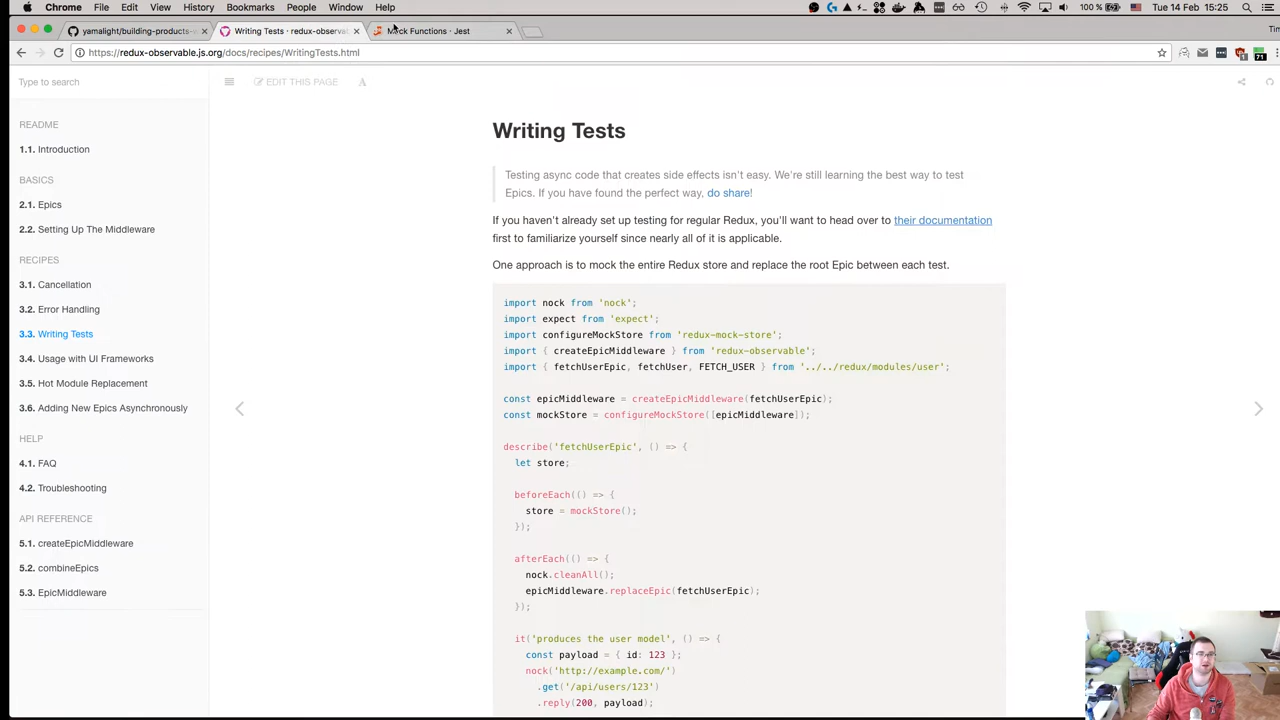 Chrome File Edit View History Bookmarks People Window Help 100 % Tue 14 Feb 15:25
yamalight/building-products-w Writing Tests · redux-observa Mock Functions · Jest
https://redux-observable.js.org/docs/recipes/WritingTests.html
71
Type to search
EDIT THIS PAGE A
README
1.1. Introduction
BASICS
2.1. Epics
2.2. Setting Up The Middleware
RECIPES
3.1. Cancellation
3.2. Error Handling
3.3. Writing Tests
3.4. Usage with UI Frameworks
3.5. Hot Module Replacement
3.6. Adding New Epics Asynchronously
HELP
4.1. FAQ
4.2. Troubleshooting
API REFERENCE
5.1. createEpicMiddleware
5.2. combineEpics
5.3. EpicMiddleware
Writing Tests
Testing async code that creates side effects isn't easy. We're still learning the best way to test
Epics. If you have found the perfect way, do share!
If you haven't already set up testing for regular Redux, you'll want to head over to their documentation
first to familiarize yourself since nearly all of it is applicable.
One approach is to mock the entire Redux store and replace the root Epic between each test.
import nock from 'nock';
import expect from 'expect';
import configureMockStore from 'redux-mock-store';
import { createEpicMiddleware } from 'redux-observable';
import { fetchUserEpic, fetchUser, FETCH_USER } from '../../redux/modules/user';
const epicMiddleware = createEpicMiddleware(fetchUserEpic);
const mockStore = configureMockStore([epicMiddleware]);
describe('fetchUserEpic', () => {
let store;
beforeEach(() => {
store = mockStore();
});
afterEach(() => {
nock.cleanAll();
epicMiddleware.replaceEpic(fetchUserEpic);
});
it('produces the user model', () => {
const payload = { id: 123 };
nock('http://example.com/')
.get('/api/users/123')
.reply(200, payload);